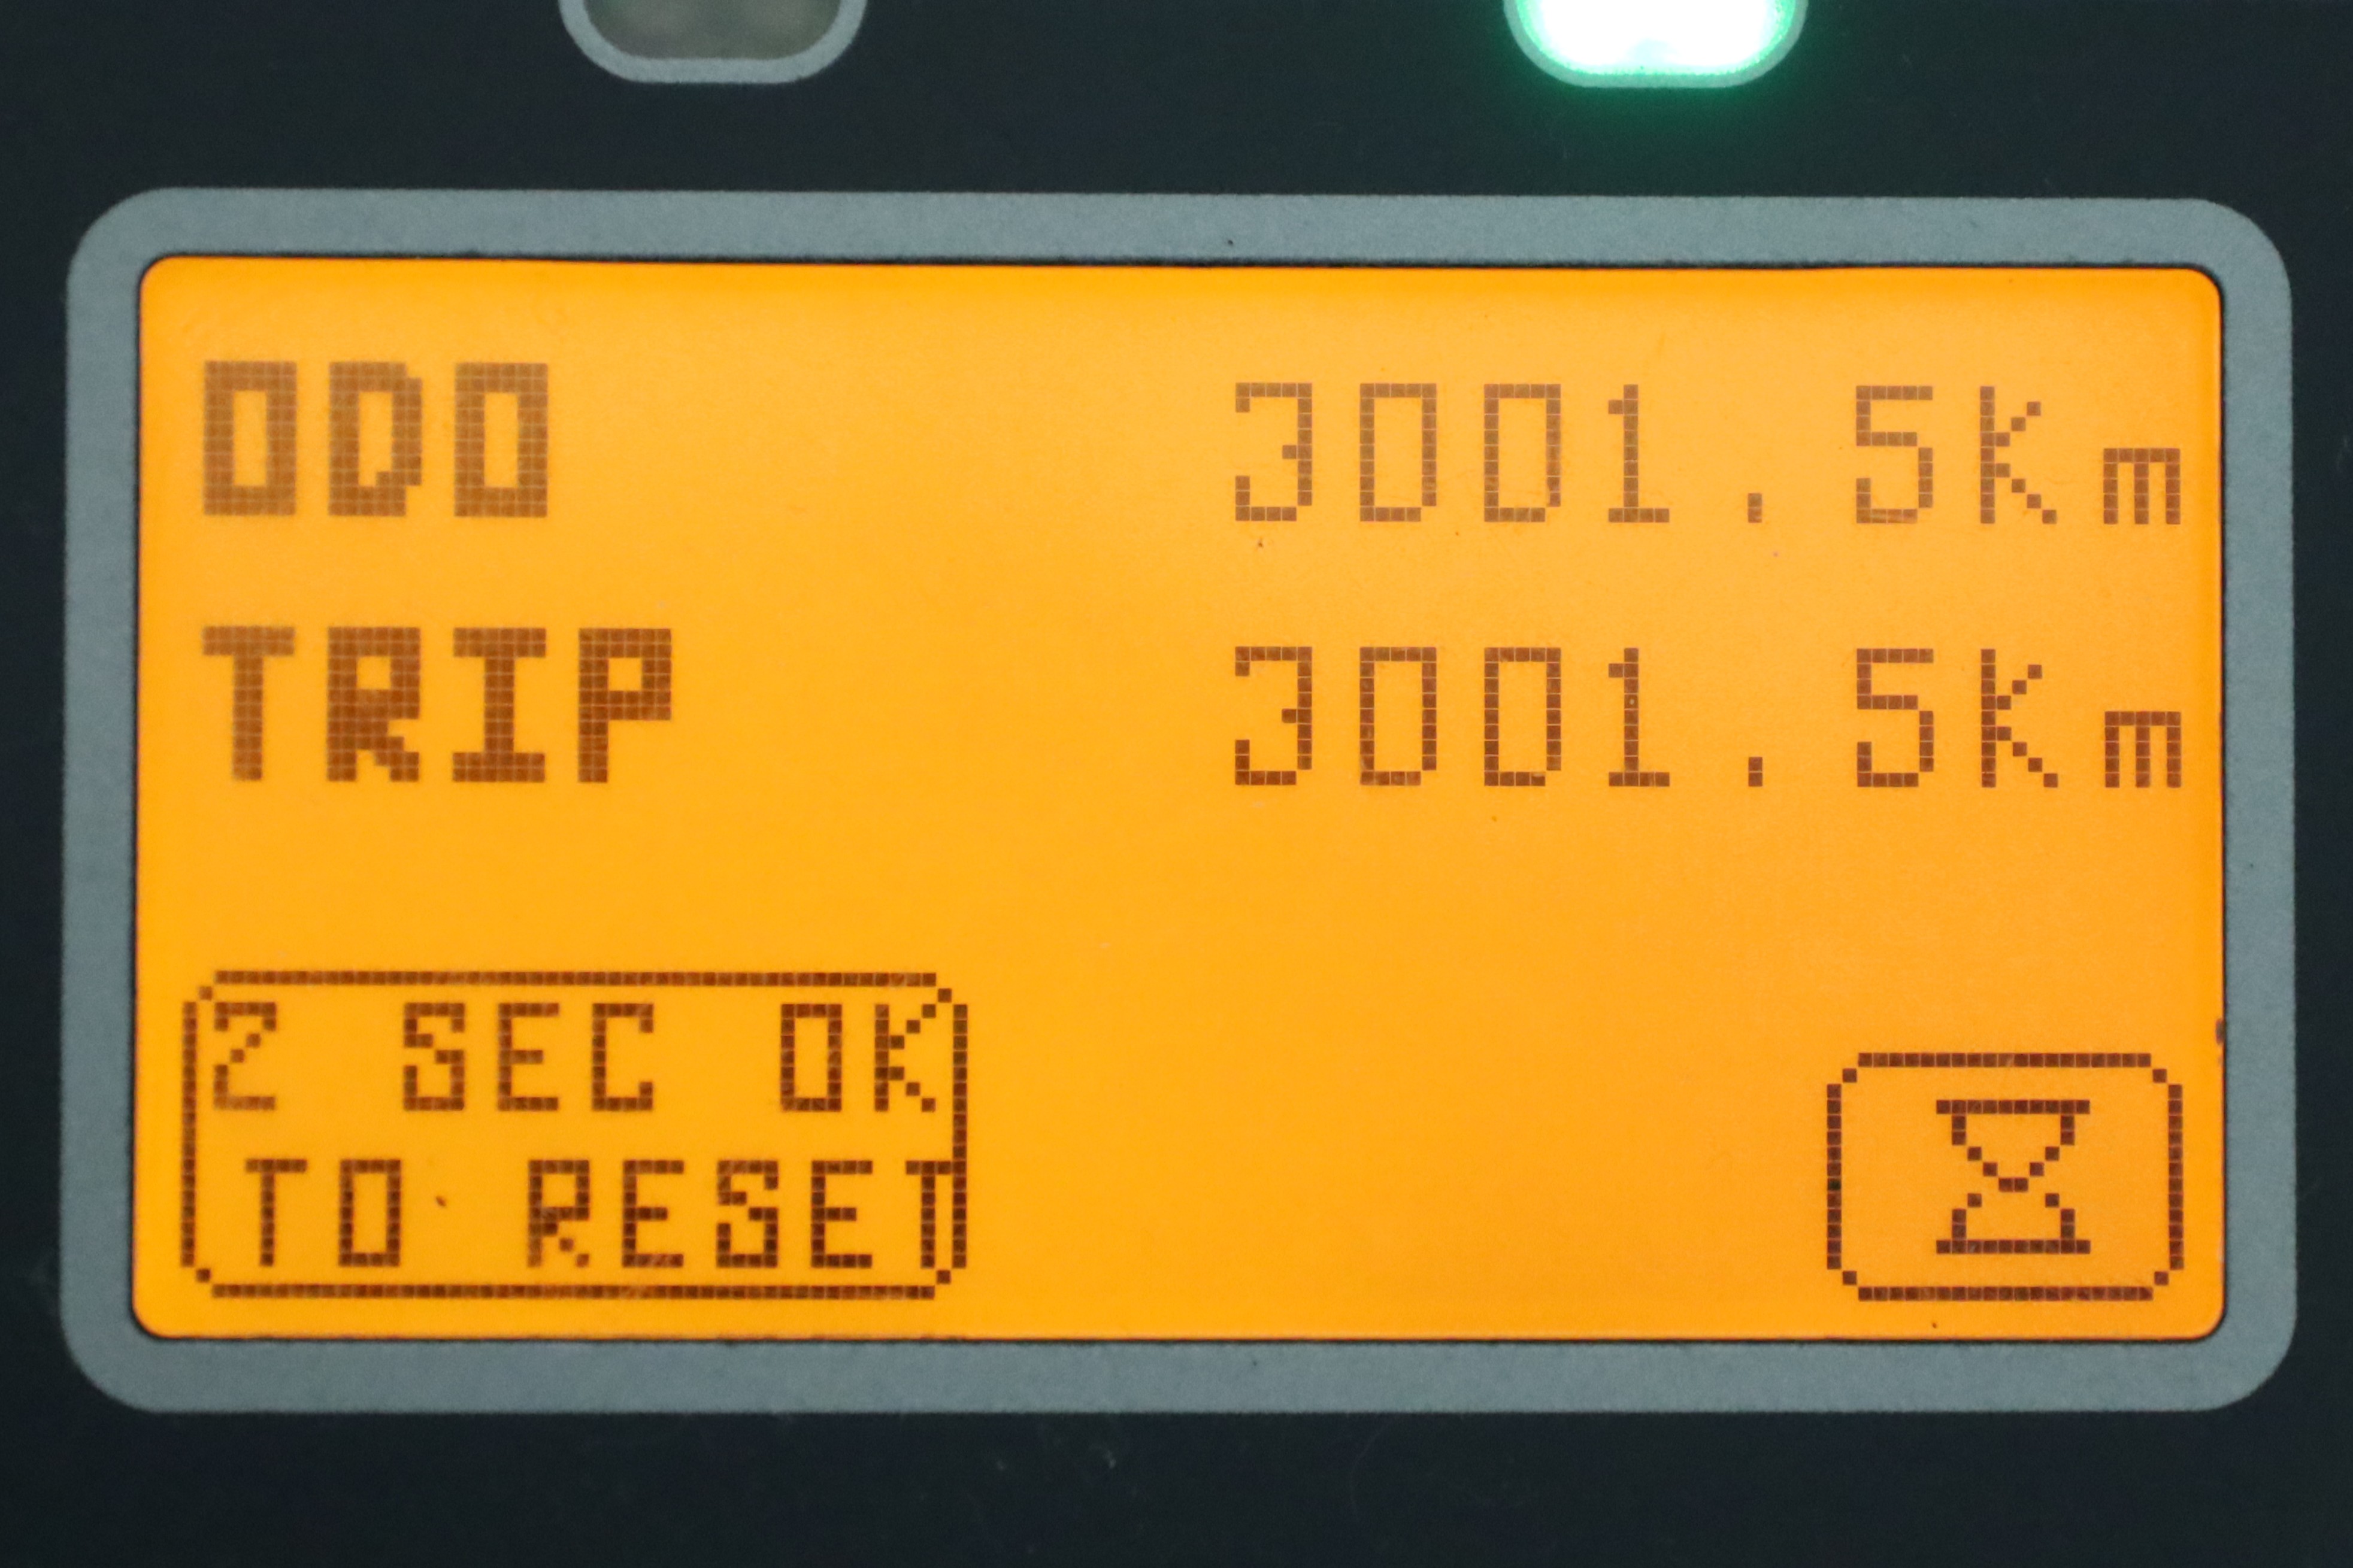 ODO 3001.5Km
TRIP 3001.5Km
2 SEC OK
TO RESET